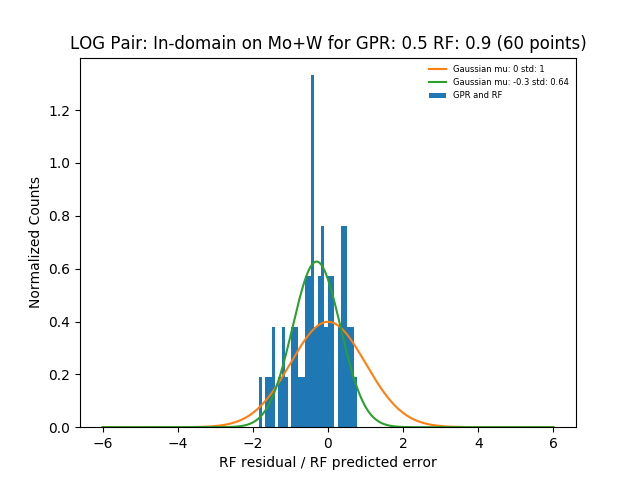 LOG Pair: In-domain on Mo+W for GPR: 0.5 RF: 0.9 (60 points)
Gaussian mu: 0 std: 1
Gaussian mu: -0.3 std: 0.64
GPR and RF
Normalized Counts
1.2
1.0
0.8
0.6
0.4
0.2
0.0
−6
−4
−2
0
2
4
6
RF residual / RF predicted error